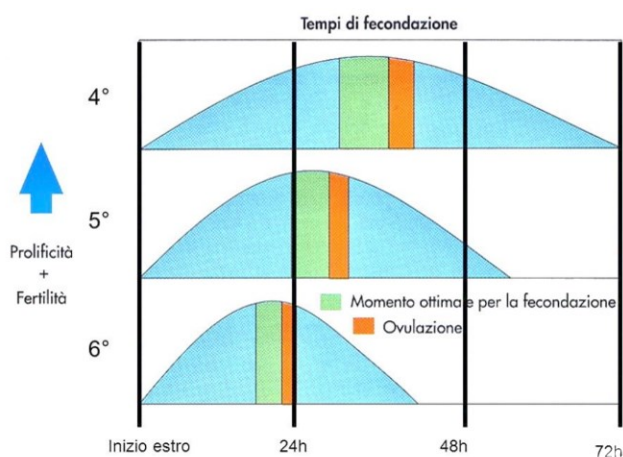 Tempi di fecondazione
4°
5°
Prolificità
+
Fertilità
Momento ottimale per la fecondazione
Ovulazione
6°
Inizio estro
24h
48h
72h